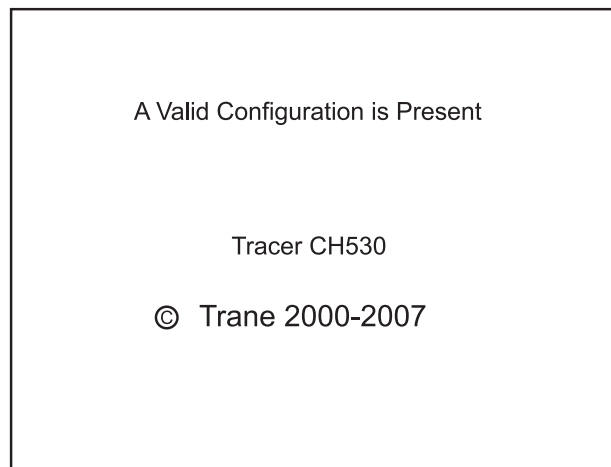 A Valid Configuration is Present
Tracer CH530
© Trane 2000-2007